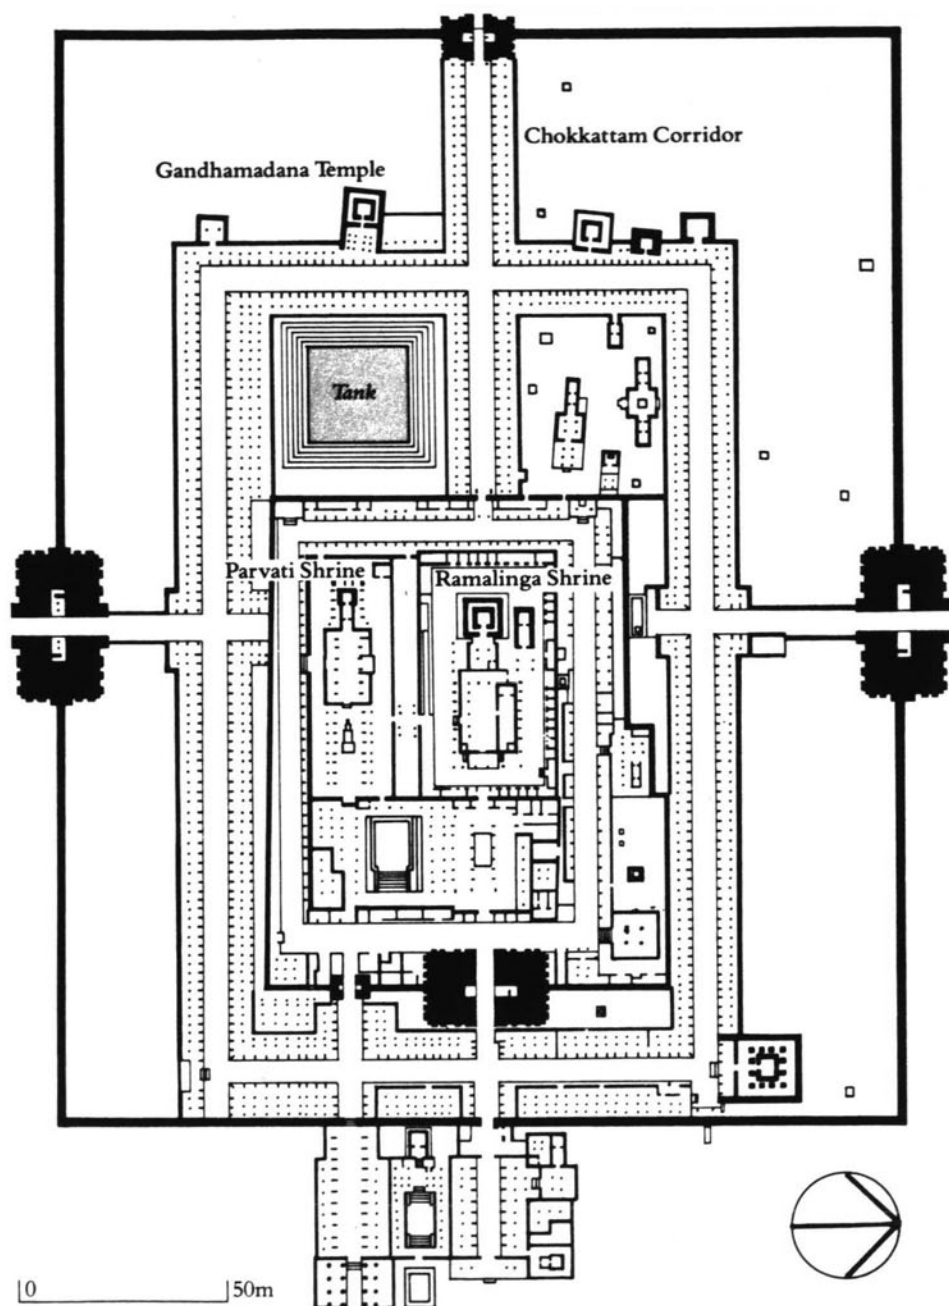 Chokkattam Corridor
Gandhamadana Temple
Tank
Parvati Shrine
Ramalinga Shrine
0 50m